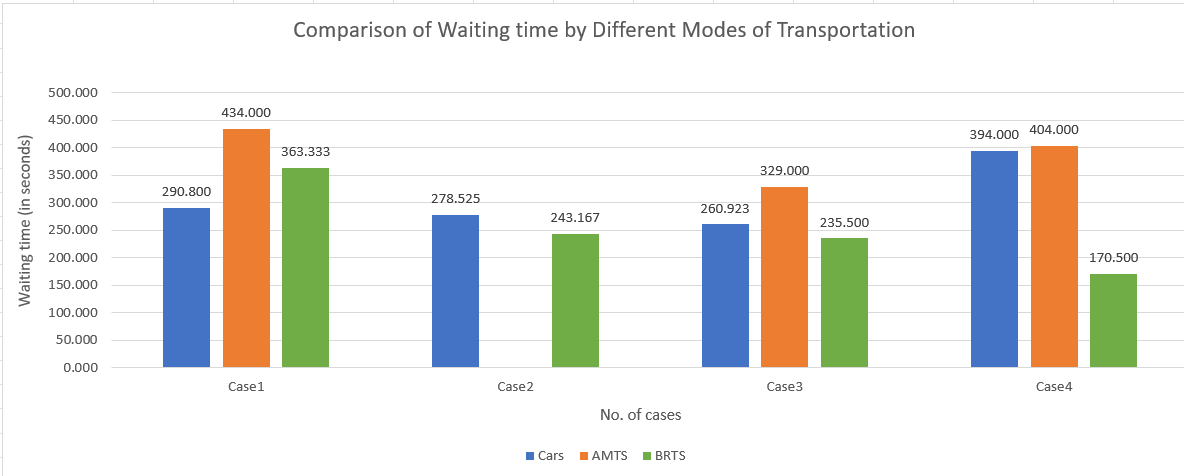 Comparison of Waiting time by Different Modes of Transportation
Waiting time (in seconds)
500.000
450.000
400.000
350.000
300.000
250.000
200.000
150.000
100.000
50.000
0.000
290.800
434.000
363.333
278.525
243.167
260.923
329.000
235.500
394.000
404.000
170.500
Case1
Case2
Case3
Case4
No. of cases
Cars
AMTS
BRTS